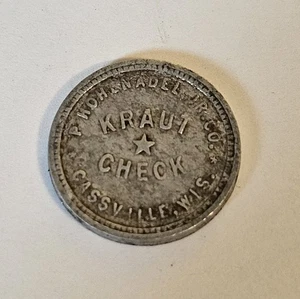 P. HOHENADEL JR. CO.
KRAUT
★
CHECK
CASSVILLE, WIS.